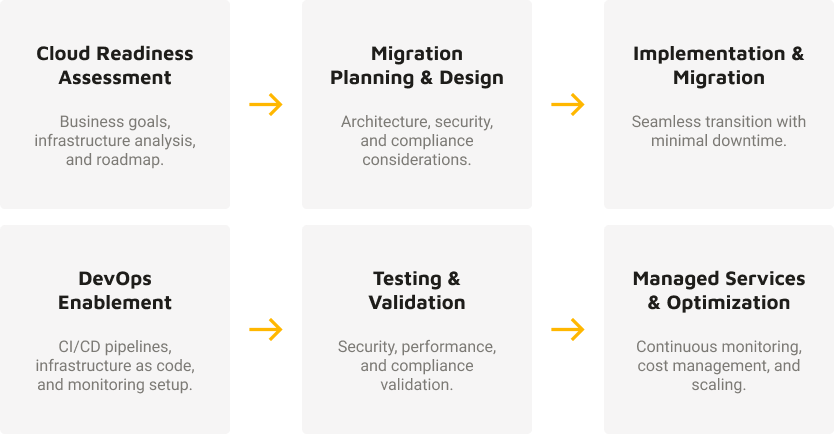 Cloud Readiness
Assessment
Business goals,
infrastructure analysis,
and roadmap.
Migration
Planning & Design
Architecture, security,
and compliance
considerations.
Implementation &
Migration
Seamless transition with
minimal downtime.
DevOps
Enablement
CI/CD pipelines,
infrastructure as code,
and monitoring setup.
Testing &
Validation
Security, performance,
and compliance
validation.
Managed Services
& Optimization
Continuous monitoring,
cost management, and
scaling.